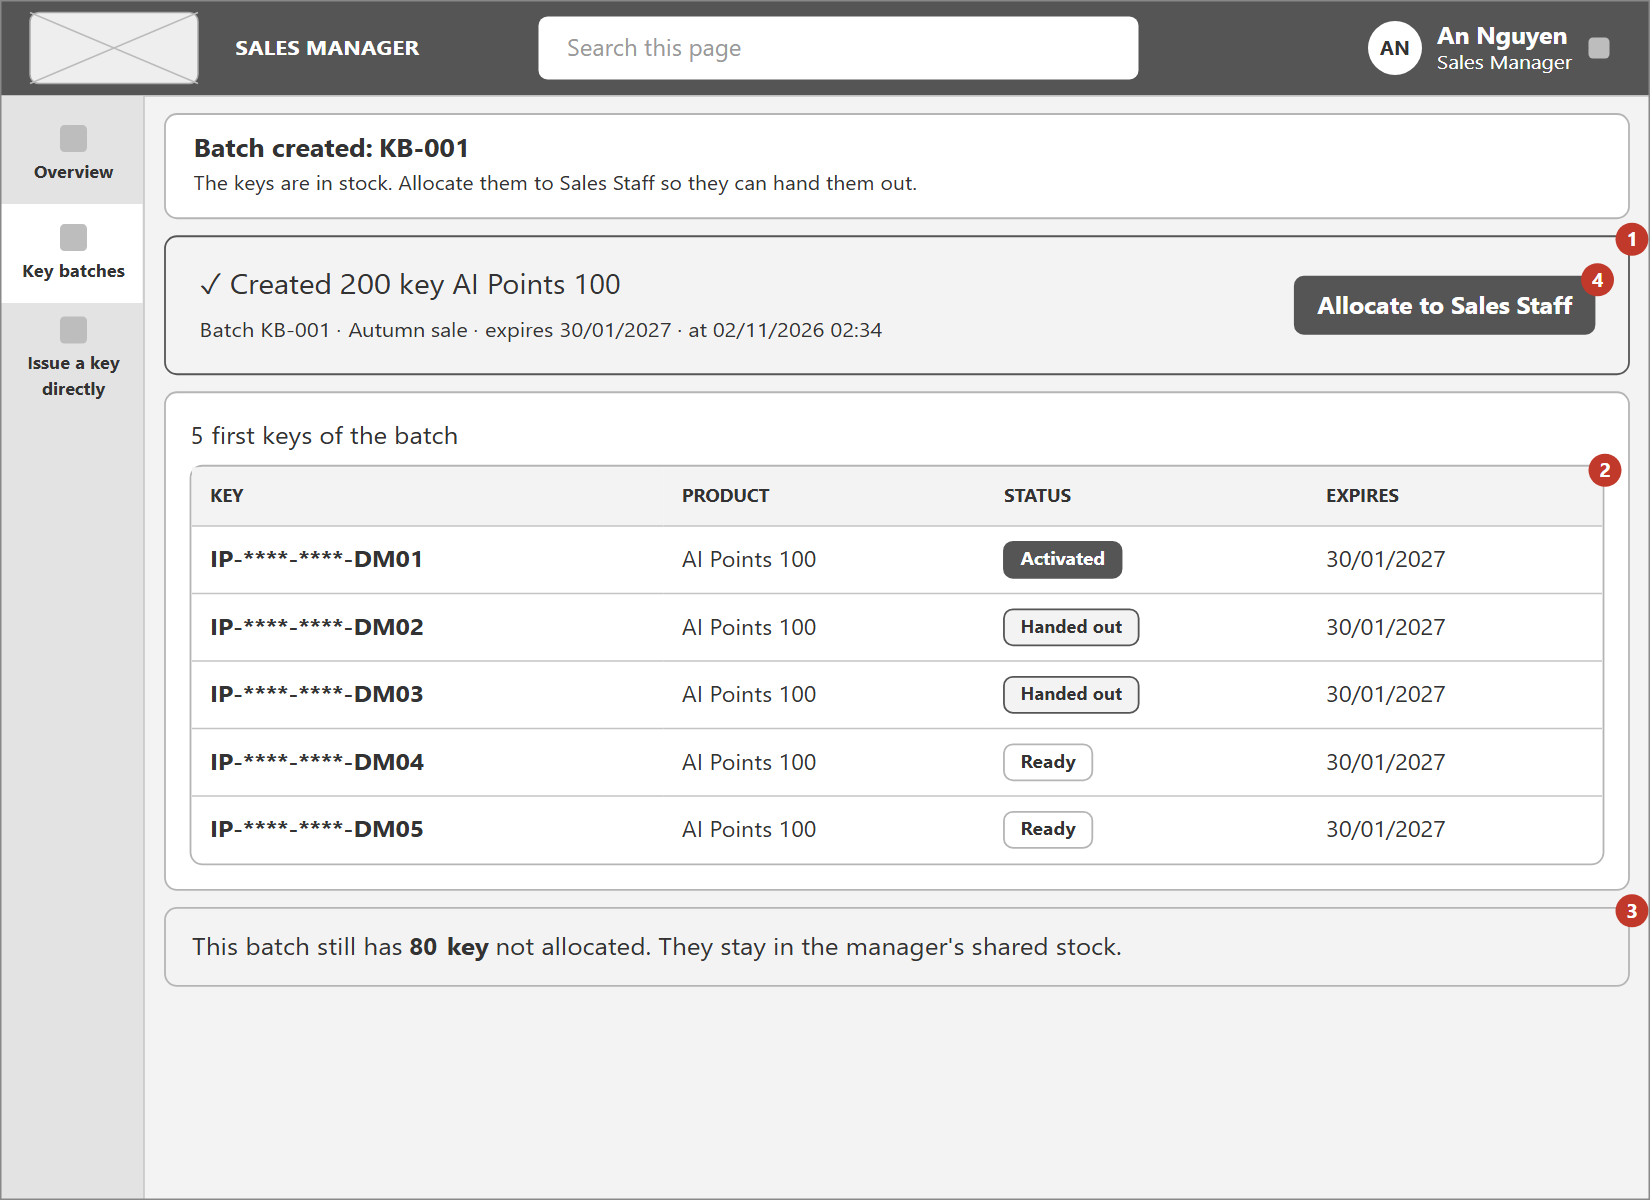 SALES MANAGER
Search this page
AN
An Nguyen
Sales Manager
Overview
Key batches
Issue a key
directly
Batch created: KB-001
The keys are in stock. Allocate them to Sales Staff so they can hand them out.
1
✓ Created 200 key AI Points 100
Batch KB-001 · Autumn sale · expires 30/01/2027 · at 02/11/2026 02:34
Allocate to Sales Staff
4
5 first keys of the batch
2
KEY PRODUCT STATUS EXPIRES
IP-****-****-DM01 AI Points 100 Activated 30/01/2027
IP-****-****-DM02 AI Points 100 Handed out 30/01/2027
IP-****-****-DM03 AI Points 100 Handed out 30/01/2027
IP-****-****-DM04 AI Points 100 Ready 30/01/2027
IP-****-****-DM05 AI Points 100 Ready 30/01/2027
3
This batch still has 80 key not allocated. They stay in the manager's shared stock.